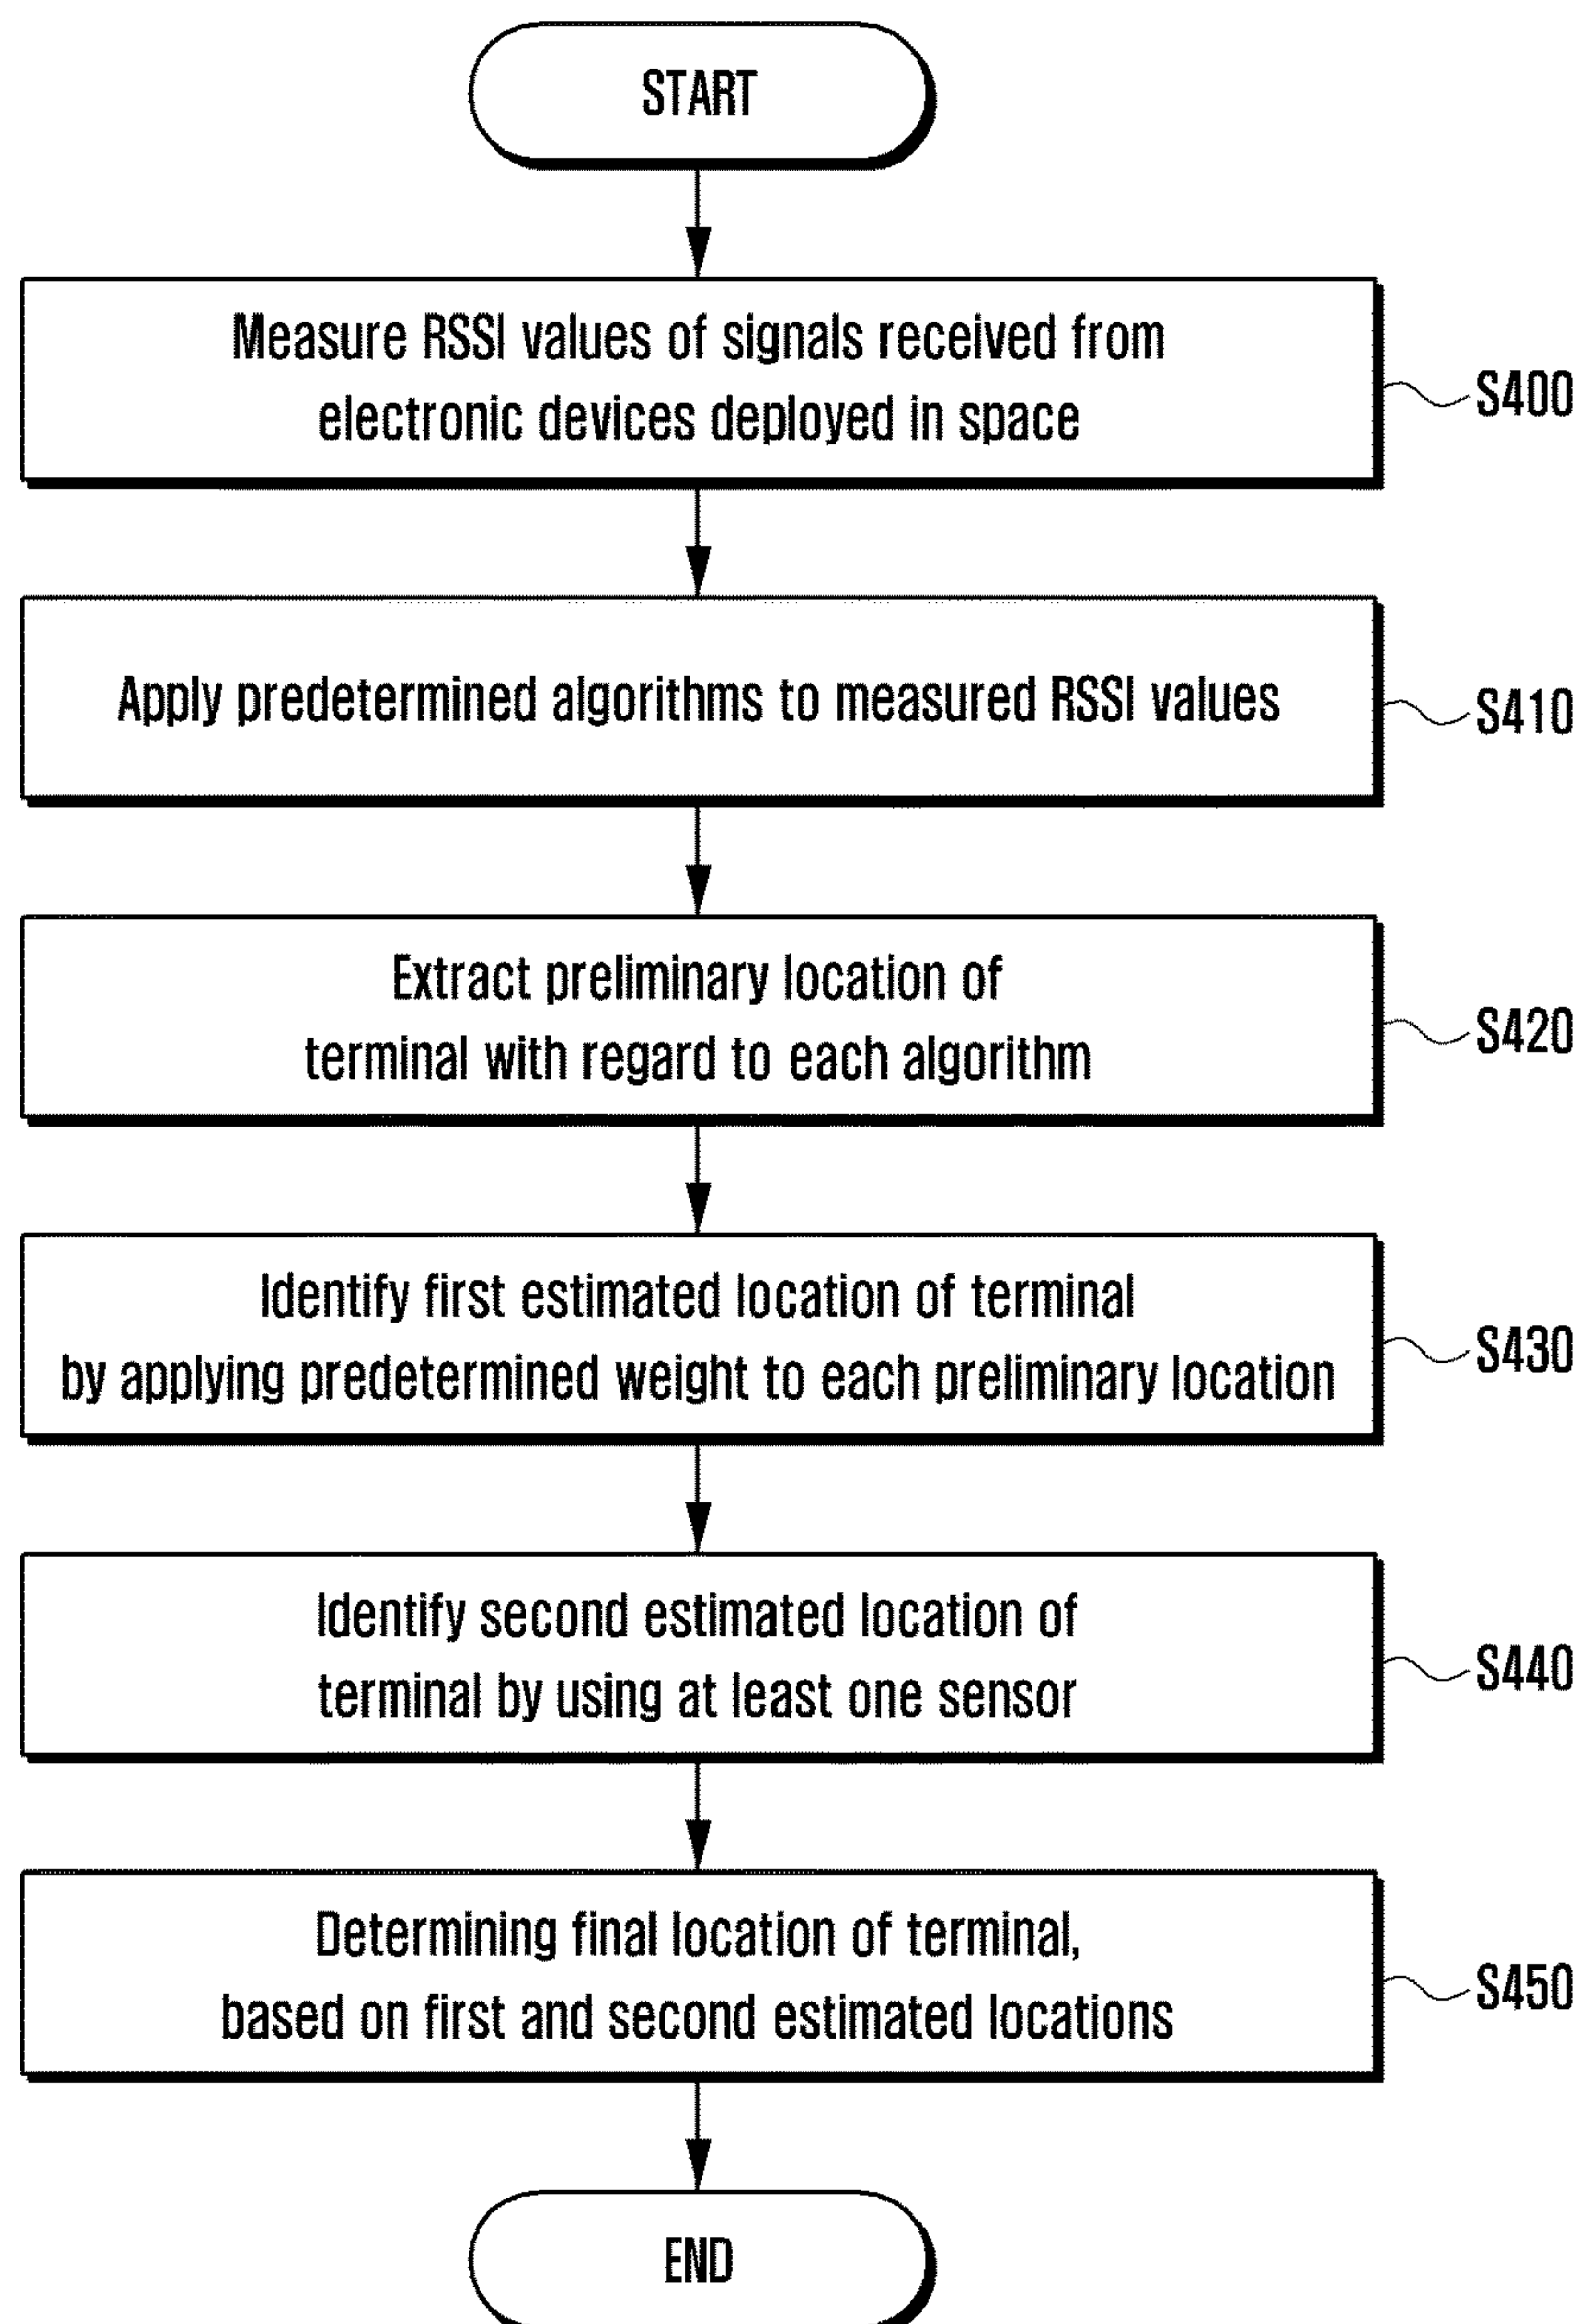 START
Measure RSSI values of signals received from
electronic devices deployed in space
S400
Apply predetermined algorithms to measured RSSI values
S410
Extract preliminary location of
terminal with regard to each algorithm
S420
Identify first estimated location of terminal
by applying predetermined weight to each preliminary location
S430
Identify second estimated location of
terminal by using at least one sensor
S440
Determining final location of terminal,
based on first and second estimated locations
S450
END